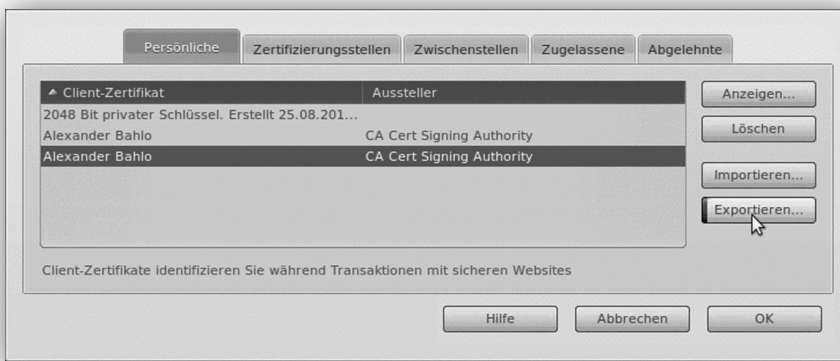 Persönliche Zertifizierungsstellen Zwischenstellen Zugelassene Abgelehnte
Client-Zertifikat Aussteller
2048 Bit privater Schlüssel. Erstellt 25.08.201...
Alexander Bahlo CA Cert Signing Authority
Alexander Bahlo CA Cert Signing Authority
Anzeigen...
Löschen
Importieren...
Exportieren...
Client-Zertifikate identifizieren Sie während Transaktionen mit sicheren Websites
Hilfe Abbrechen OK